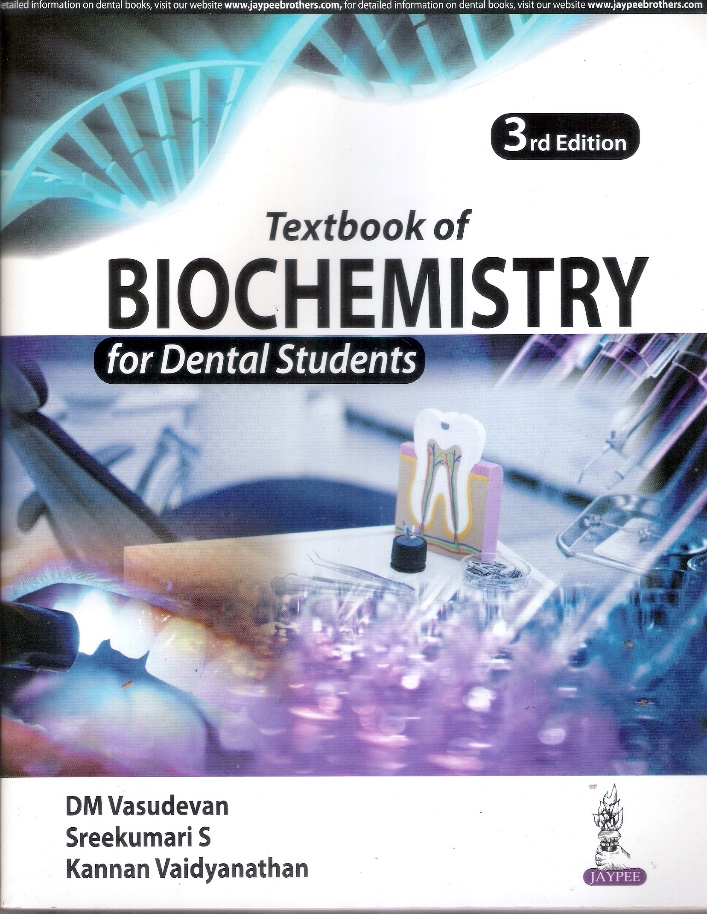 etailed information on dental books, visit our website www.jaypeebrothers.com, for detailed information on dental books, visit our website www.jaypeebrothers.com
3rd Edition
Textbook of
BIOCHEMISTRY
for Dental Students
DM Vasudevan
Sreekumari S
Kannan Vaidyanathan
JAYPEE